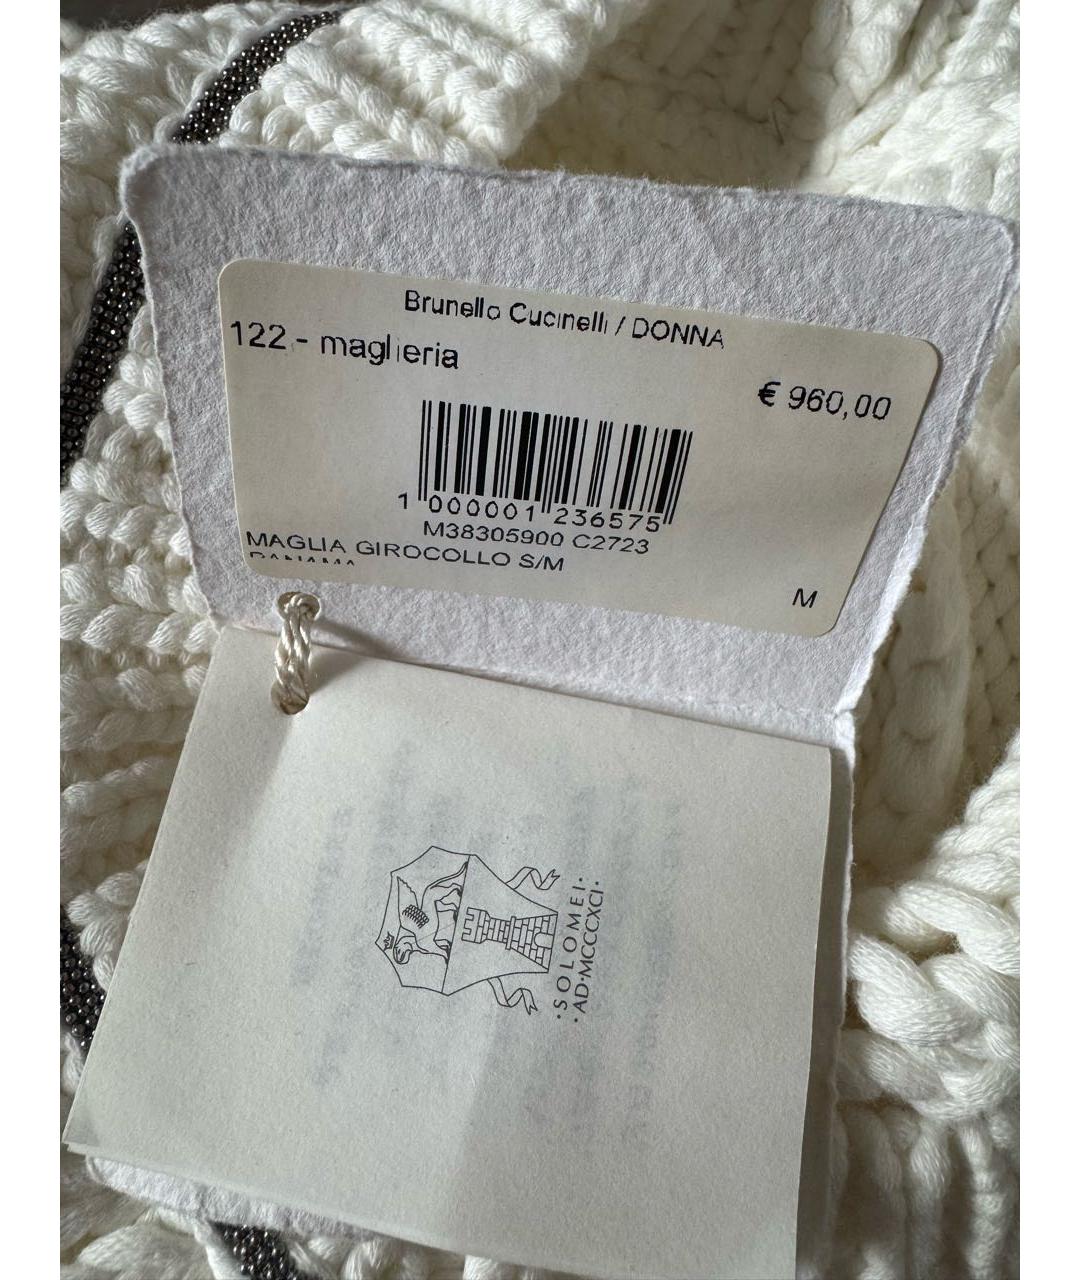 Brunello Cucinelli / DONNA
122 - maglieria
€ 960,00
1 000001 236575
M38305900 C2723
MAGLIA GIROCOLLO S/M
M
·SOLOMEI·
·AD·MCCCXCI·